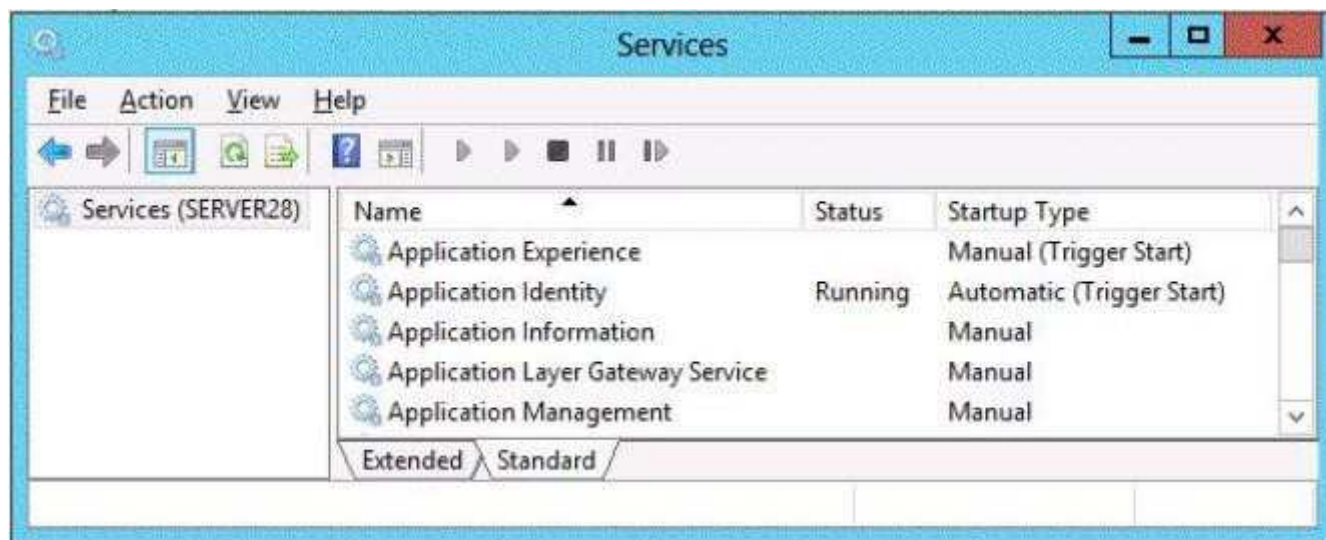 Services
File Action View Help
Services (SERVER28)
Name Status Startup Type
Application Experience Manual (Trigger Start)
Application Identity Running Automatic (Trigger Start)
Application Information Manual
Application Layer Gateway Service Manual
Application Management Manual
Extended Standard